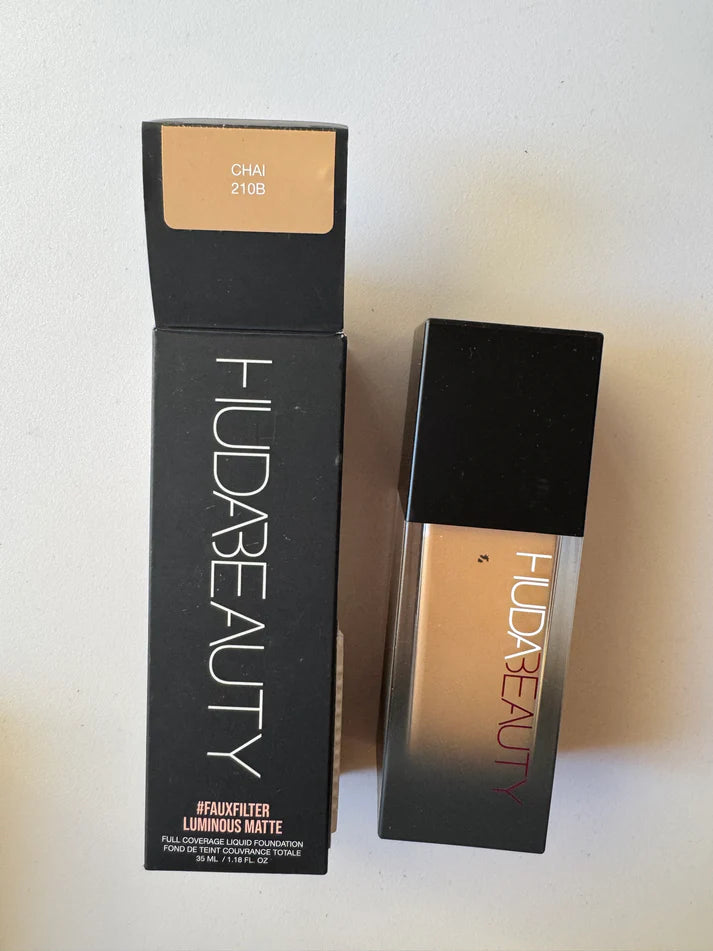 CHAI
210B
HUDABEAUTY
#FAUXFILTER
LUMINOUS MATTE
FULL COVERAGE LIQUID FOUNDATION
FOND DE TEINT COUVRANCE TOTALE
35 ML / 1.18 FL. OZ
HUDABEAUTY